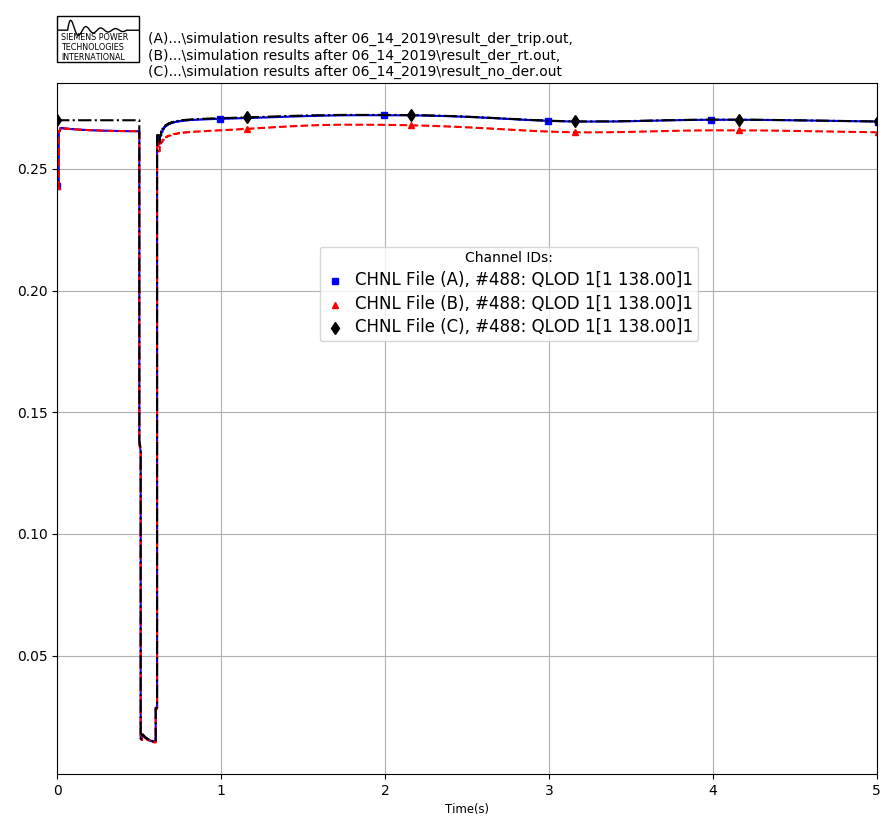 SIEMENS POWER
TECHNOLOGIES
INTERNATIONAL
(A)...\simulation results after 06_14_2019\result_der_trip.out,
(B)...\simulation results after 06_14_2019\result_der_rt.out,
(C)...\simulation results after 06_14_2019\result_no_der.out
0.25
0.20
0.15
0.10
0.05
Channel IDs:
CHNL File (A), #488: QLOD 1[1 138.00]1
CHNL File (B), #488: QLOD 1[1 138.00]1
CHNL File (C), #488: QLOD 1[1 138.00]1
0 1 2 3 4 5
Time(s)